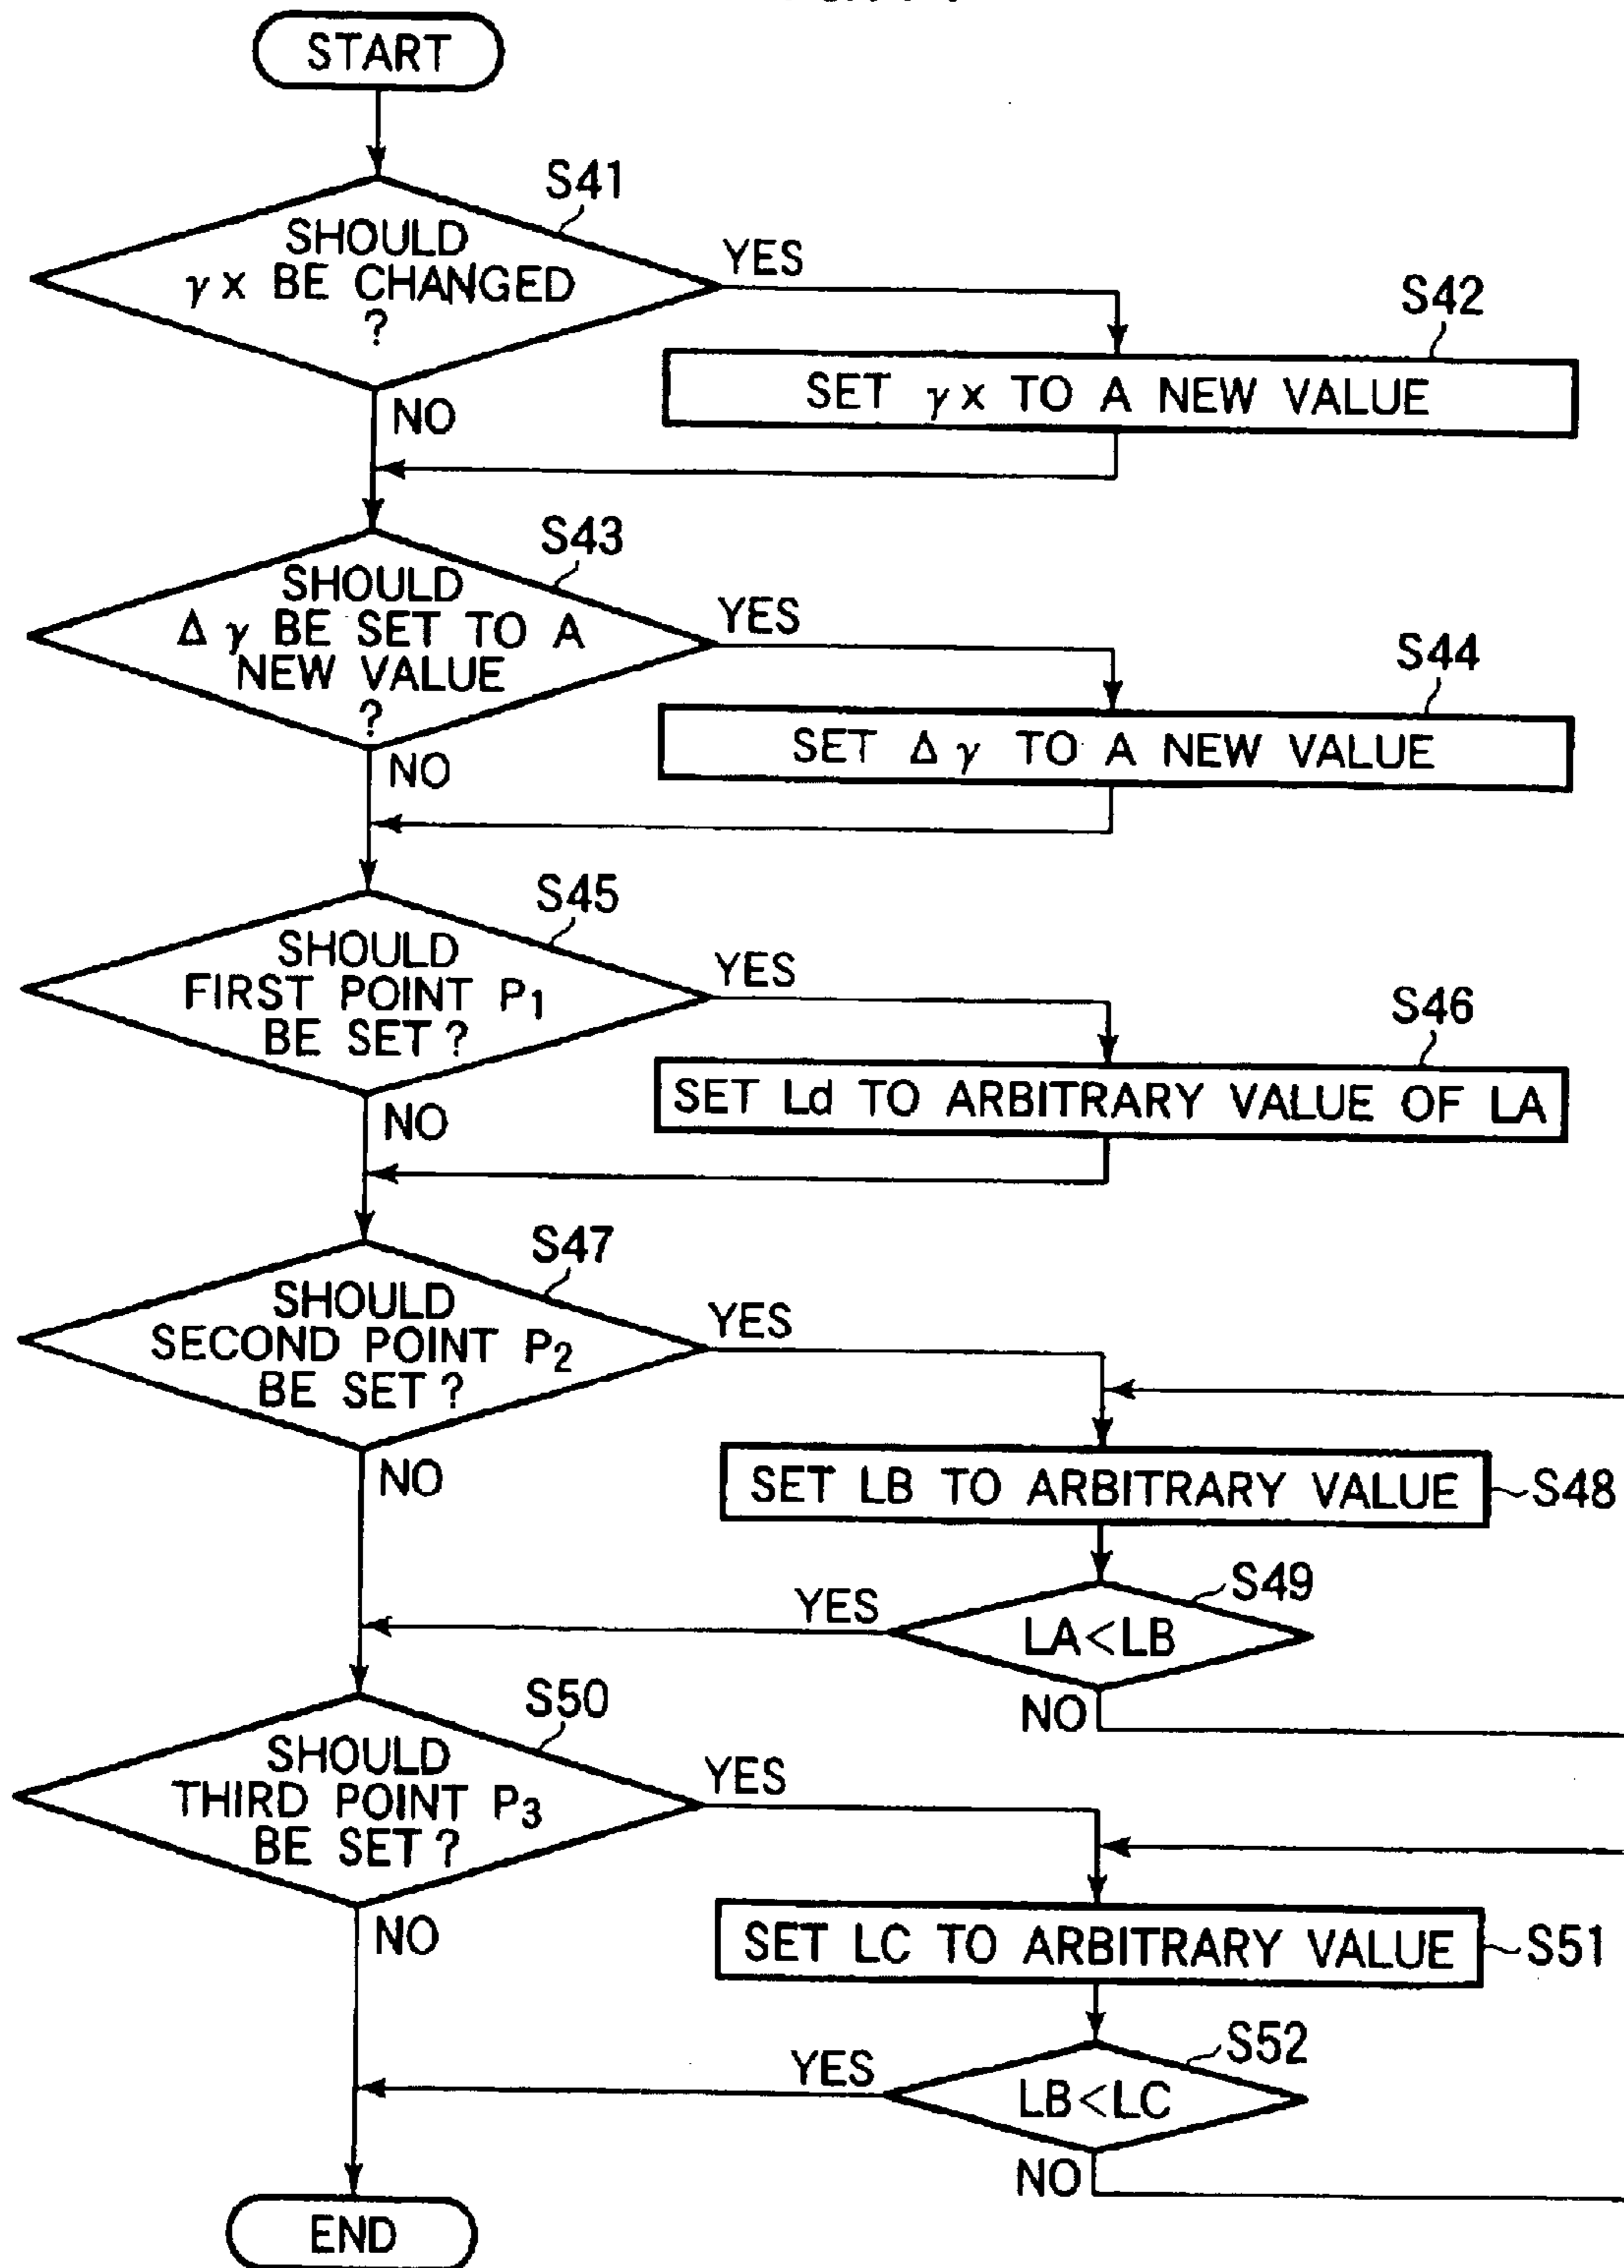 START
S41
SHOULD
γx BE CHANGED
?
YES
S42
SET γx TO A NEW VALUE
NO
S43
SHOULD
Δγ BE SET TO A
NEW VALUE
?
YES
S44
SET Δγ TO A NEW VALUE
NO
S45
SHOULD
FIRST POINT P1
BE SET?
YES
S46
SET Ld TO ARBITRARY VALUE OF LA
NO
S47
SHOULD
SECOND POINT P2
BE SET?
YES
NO
SET LB TO ARBITRARY VALUE
S48
S49
YES
LA<LB
NO
S50
SHOULD
THIRD POINT P3
BE SET?
YES
NO
SET LC TO ARBITRARY VALUE
S51
S52
YES
LB<LC
NO
END